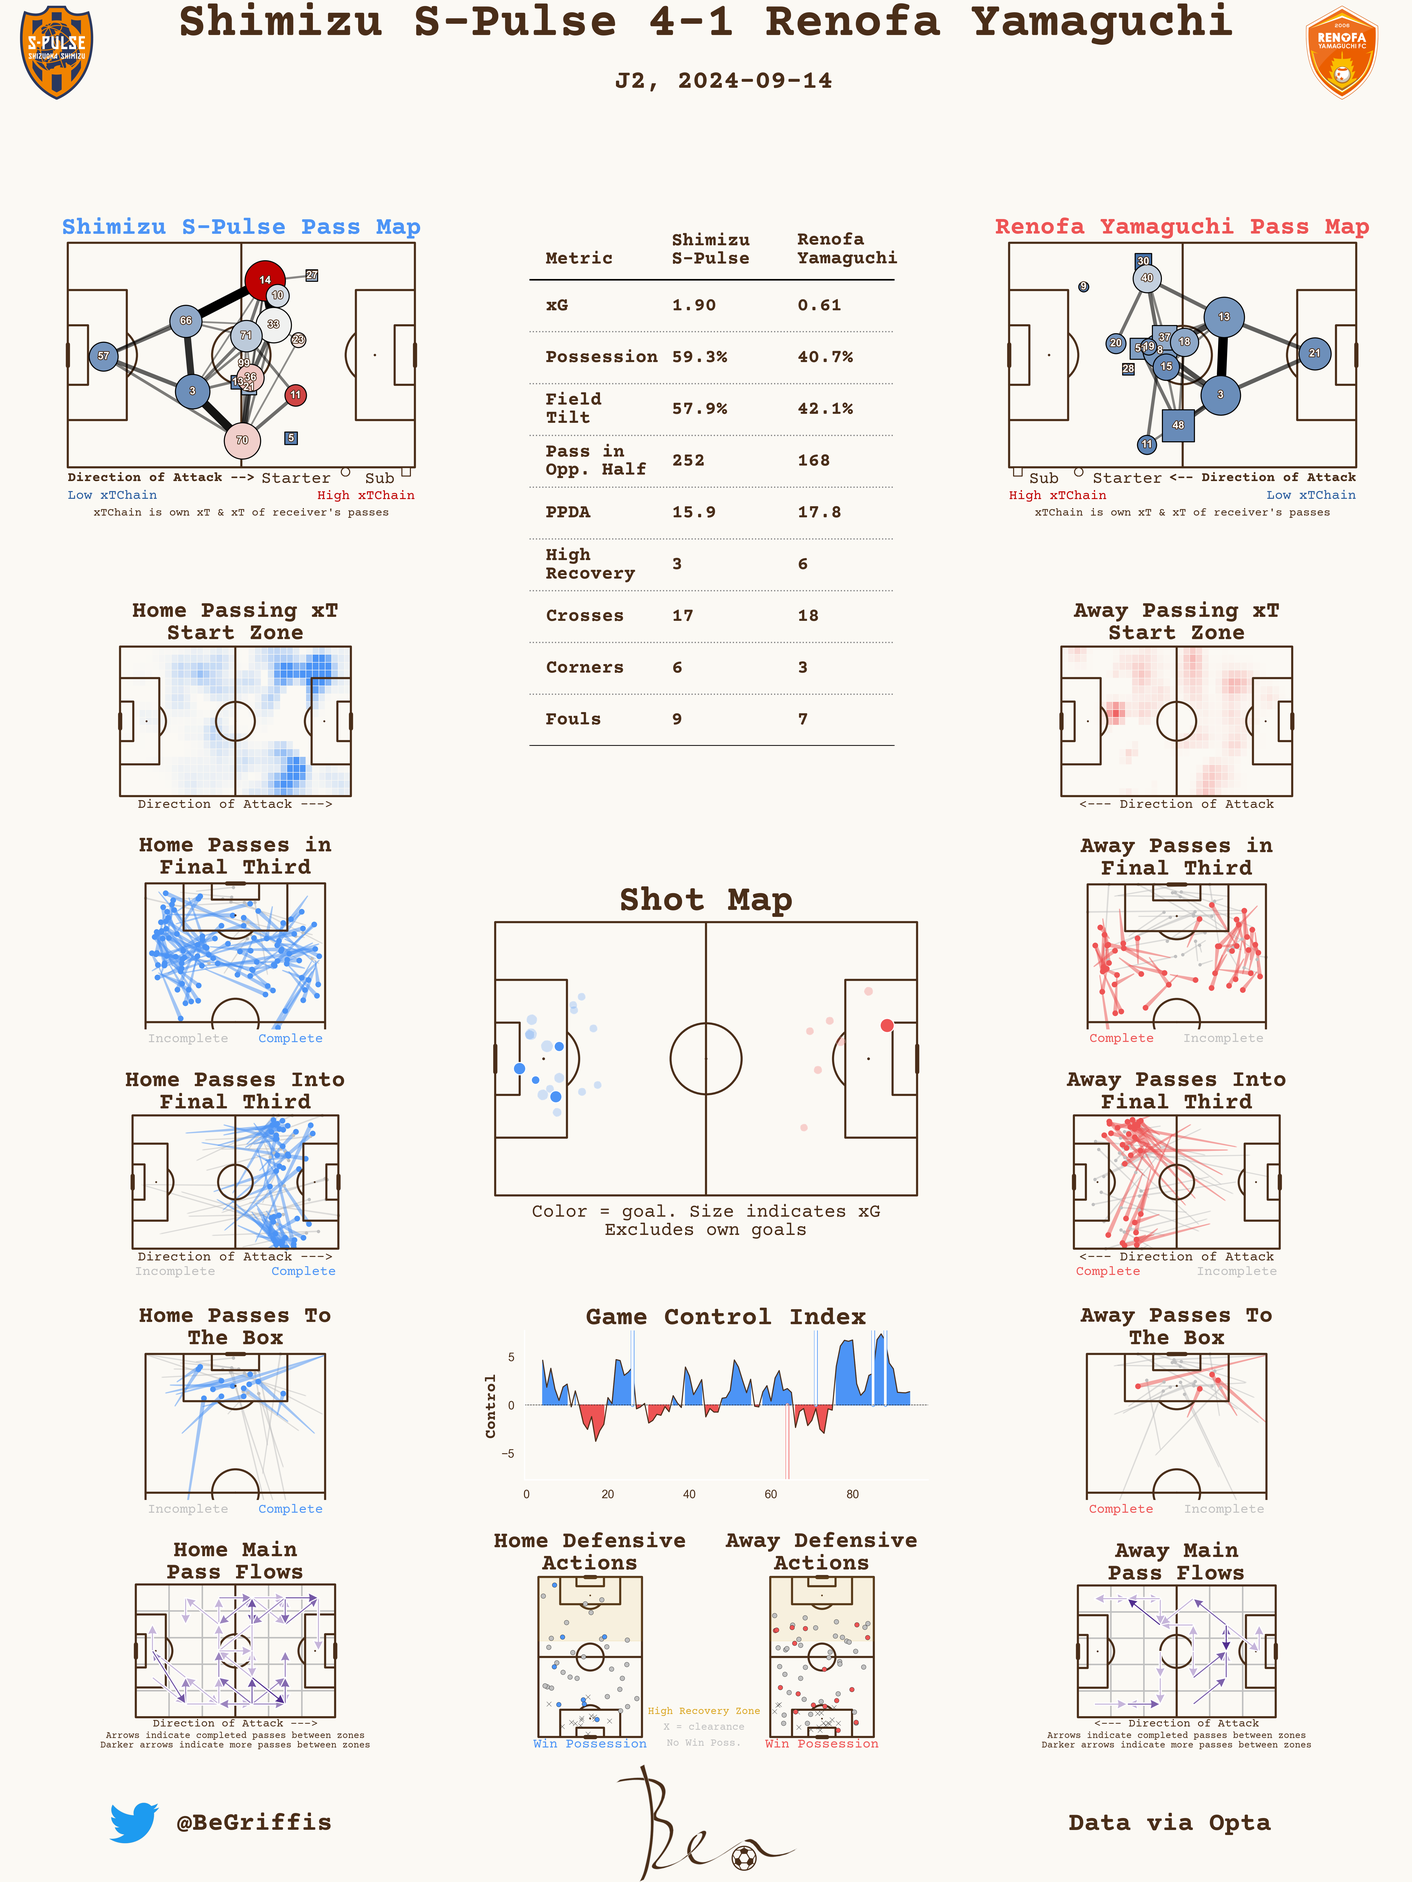 Shimizu S-Pulse 4-1 Renofa Yamaguchi
J2, 2024-09-14
S-PULSE
SHIZUOKA SHIMIZU
2006
RENOFA
YAMAGUCHI FC
Shimizu S-Pulse Pass Map
14
27
10
66
33
71
23
57
99
36
13
21
3
11
70
5
Direction of Attack --> Starter Sub
Low xTChain High xTChain
xTChain is own xT & xT of receiver's passes
Metric Shimizu S-Pulse Renofa Yamaguchi
xG 1.90 0.61
Possession 59.3% 40.7%
Field Tilt 57.9% 42.1%
Pass in Opp. Half 252 168
PPDA 15.9 17.8
High Recovery 3 6
Crosses 17 18
Corners 6 3
Fouls 9 7
Renofa Yamaguchi Pass Map
30
40
9
13
37
20
18
19
8
21
28
15
3
48
11
Sub Starter <-- Direction of Attack
High xTChain Low xTChain
xTChain is own xT & xT of receiver's passes
Home Passing xT
Start Zone
Direction of Attack --->
Away Passing xT
Start Zone
<--- Direction of Attack
Home Passes in
Final Third
Incomplete Complete
Away Passes in
Final Third
Complete Incomplete
Shot Map
Color = goal. Size indicates xG
Excludes own goals
Home Passes Into
Final Third
Direction of Attack --->
Incomplete Complete
Away Passes Into
Final Third
<--- Direction of Attack
Complete Incomplete
Home Passes To
The Box
Incomplete Complete
Game Control Index
Control
5
0
−5
0 20 40 60 80
Away Passes To
The Box
Complete Incomplete
Home Main
Pass Flows
Direction of Attack --->
Arrows indicate completed passes between zones
Darker arrows indicate more passes between zones
Home Defensive
Actions
Win Possession
Away Defensive
Actions
Win Possession
High Recovery Zone
X = clearance
No Win Poss.
Away Main
Pass Flows
<--- Direction of Attack
Arrows indicate completed passes between zones
Darker arrows indicate more passes between zones
@BeGriffis
Ben
Data via Opta